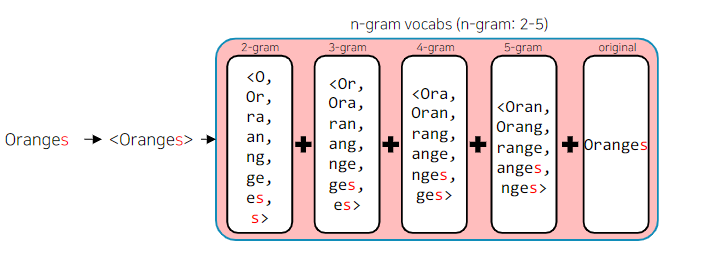 n-gram vocabs (n-gram: 2-5)
2-gram
3-gram
4-gram
5-gram
original
Oranges
<Oranges>
<O,
Or,
ra,
an,
ng,
ge,
es,
s>
<Or,
Ora,
ran,
ang,
nge,
ges,
es>
<Ora,
Oran,
rang,
ange,
nges,
ges>
<Oran,
Orang,
range,
anges,
nges>
Oranges